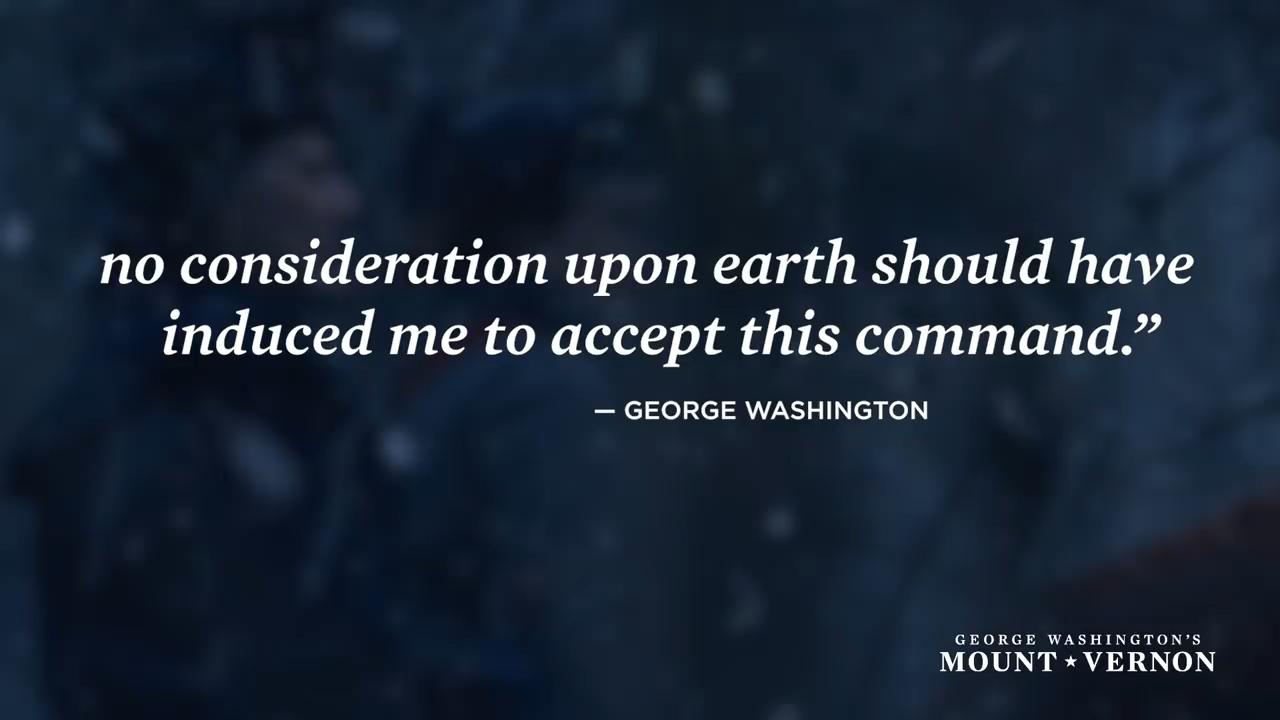 no consideration upon earth should have
induced me to accept this command.”
— GEORGE WASHINGTON
GEORGE WASHINGTON'S
MOUNT ★ VERNON